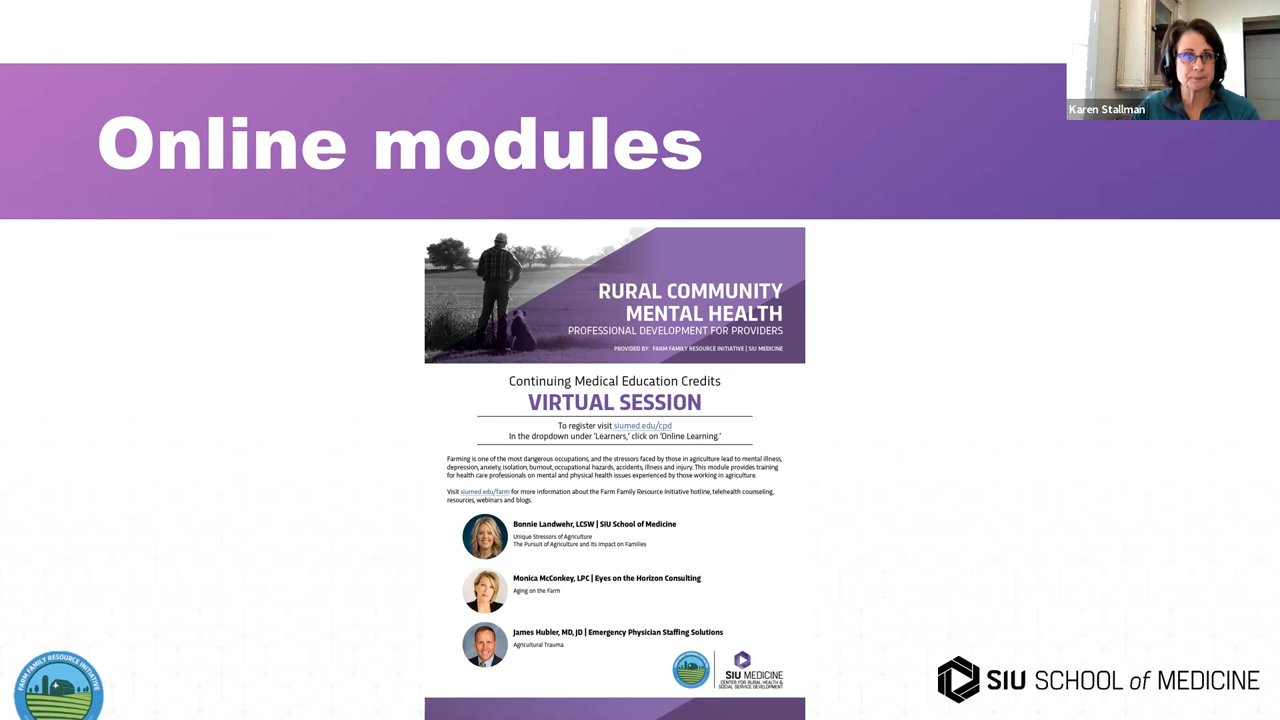 Karen Stallman
Online modules
RURAL COMMUNITY
MENTAL HEALTH
PROFESSIONAL DEVELOPMENT FOR PROVIDERS
PROVIDED BY: FARM FAMILY RESOURCE INITIATIVE | SIU MEDICINE
Continuing Medical Education Credits
VIRTUAL SESSION
To register visit siumed.edu/cpd
In the dropdown under 'Learners,' click on 'Online Learning.'
Farming is one of the most dangerous occupations, and the stressors faced by those in agriculture lead to mental illness,
depression, anxiety, isolation, burnout, occupational hazards, accidents, illness and injury. This module provides training
for health care professionals on mental and physical health issues experienced by those working in agriculture.
Visit siumed.edu/farm for more information about the Farm Family Resource Initiative hotline, telehealth counseling,
resources, webinars and blogs.
Bonnie Landwehr, LCSW | SIU School of Medicine
Unique Stressors of Agriculture
The Pursuit of Agriculture and Its Impact on Families
Monica McConkey, LPC | Eyes on the Horizon Consulting
Aging on the Farm
James Hubler, MD, JD | Emergency Physician Staffing Solutions
Agricultural Trauma
SIU MEDICINE
CENTER FOR RURAL HEALTH &
SOCIAL SERVICE DEVELOPMENT
FARM FAMILY RESOURCE INITIATIVE
SIU SCHOOL of MEDICINE